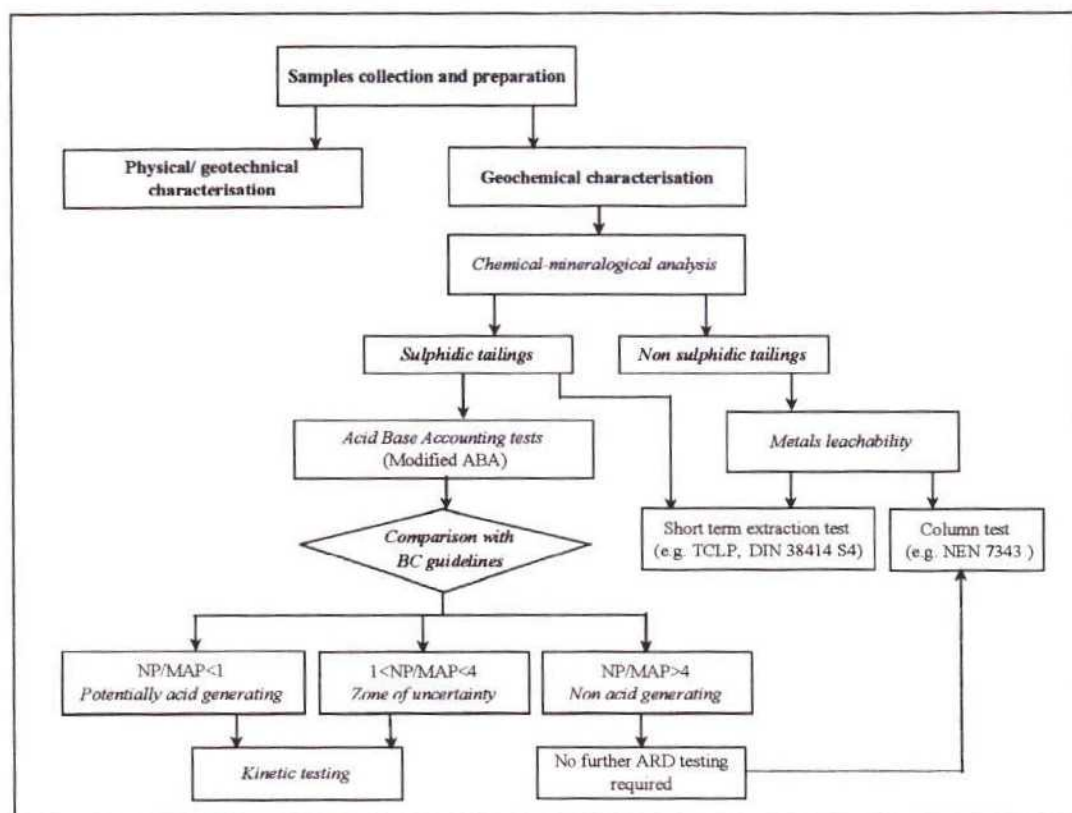 Samples collection and preparation
Physical/ geotechnical
characterisation
Geochemical characterisation
Chemical-mineralogical analysis
Sulphidic tailings
Non sulphidic tailings
Acid Base Accounting tests
(Modified ABA)
Metals leachability
Comparison with
BC guidelines
Short term extraction test
(e.g. TCLP, DIN 38414 S4)
Column test
(e.g. NEN 7343 )
NP/MAP<1
Potentially acid generating
1<NP/MAP<4
Zone of uncertainty
NP/MAP>4
Non acid generating
Kinetic testing
No further ARD testing
required